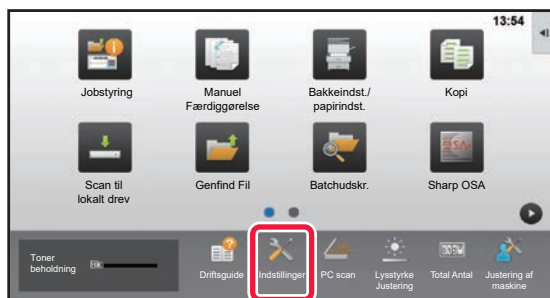 13:54
Jobstyring
Manuel
Færdiggørelse
Bakkeindst./
papirindst.
Kopi
Scan til
lokalt drev
Genfind Fil
Batchudskr.
Sharp OSA
Toner
beholdning
Bk
Driftsguide
Indstillinger
PC scan
Lysstyrke
Justering
Total Antal
Justering af
maskine